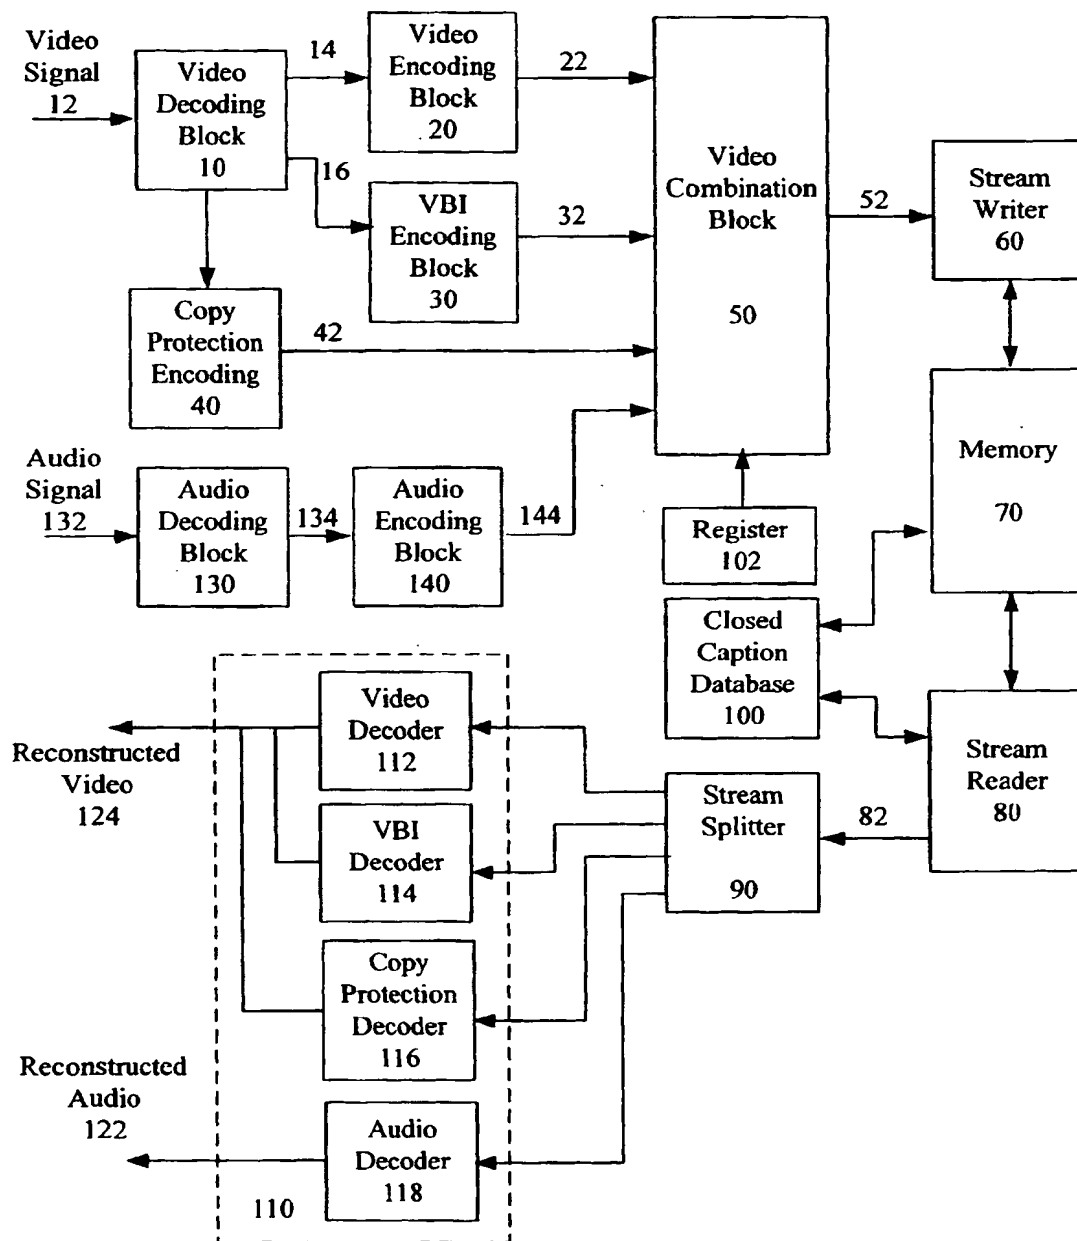 Video
Signal
12
Video
Decoding
Block
10
14
Video
Encoding
Block
20
22
16
VBI
Encoding
Block
30
32
Copy
Protection
Encoding
40
42
Video
Combination
Block
50
52
Stream
Writer
60
Audio
Signal
132
Audio
Decoding
Block
130
134
Audio
Encoding
Block
140
144
Register
102
Memory
70
Closed
Caption
Database
100
Stream
Reader
80
82
Stream
Splitter
90
Video
Decoder
112
VBI
Decoder
114
Copy
Protection
Decoder
116
Audio
Decoder
118
110
Reconstructed
Video
124
Reconstructed
Audio
122